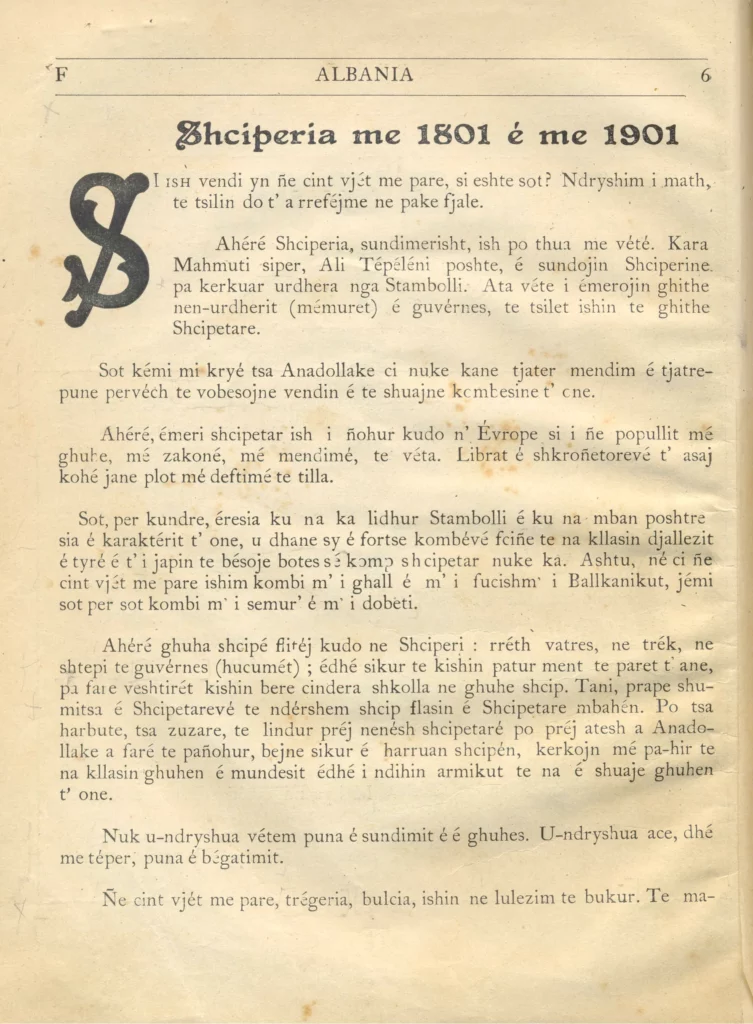 F ALBANIA 6
Shciperia me 1801 é me 1901
SI ISH vendi yn ñe cint vjét me pare, si eshte sot? Ndryshim i math,
te tsilin do t' a rreféjme ne pake fjale.
Ahéré Shciperia, sundimerisht, ish po thua me vété. Kara
Mahmuti siper, Ali Tépéléni poshte, é sundojin Shciperine
pa kerkuar urdhera nga Stambolli. Ata véte i émerojin ghithe
nen-urdherit (mémuret) é guvérnes, te tsilet ishin te ghithe
Shcipetare.
Sot kémi mi kryé tsa Anadollake ci nuke kane tjater mendim é tjatre-
pune pervéch te vobesojne vendin é te shuajne kembesine t' one.
Ahéré, émeri shcipetar ish i ñohur kudo n' Évrope si i ñe popullit mé
ghuhe, mé zakoné, mé mendimé, te véta. Librat é shkroñetorevé t' asaj
kohé jane plot mé deftimé te tilla.
Sot, per kundre, éresia ku na ka lidhur Stambolli é ku na mban poshtre
sia é karaktérit t' one, u dhane sy é fortse kombévé fciñe te na kllasin djallezit
é tyré é t' i japin te bésoje botes sé komp shcipetar nuke ka. Ashtu, né ci ñe
cint vjét me pare ishim kombi m' i ghall é m' i fucishm' i Ballkanikut, jémi
sot per sot kombi m' i semur' é m' i dobeti.
Ahéré ghuha shcipé flitéj kudo ne Shciperi : rréth vatres, ne trék, ne
shtepi te guvérnes (hucumét) ; édhé sikur te kishin patur ment te paret t' ane,
pa fare veshtirét kishin bere cindera shkolla ne ghuhe shcip. Tani, prape shu-
mitsa é Shcipetarevé te ndérshem shcip flasin é Shcipetare mbahén. Po tsa
harbute, tsa zuzare, te lindur préj nenésh shcipetaré po préj atesh a Anado-
llake a faré te pañohur, bejne sikur é harruan shcipén, kerkojn mé pa-hir te
na kllasin ghuhen é mundesit édhé i ndihin armikut te na é shuaje ghuhen
t' one.
Nuk u-ndryshua vétem puna é sundimit é é ghuhes. U-ndryshua ace, dhé
me téper, puna é bégatimit.
Ñe cint vjét me pare, trégeria, bulcia, ishin ne lulezim te bukur. Te ma-